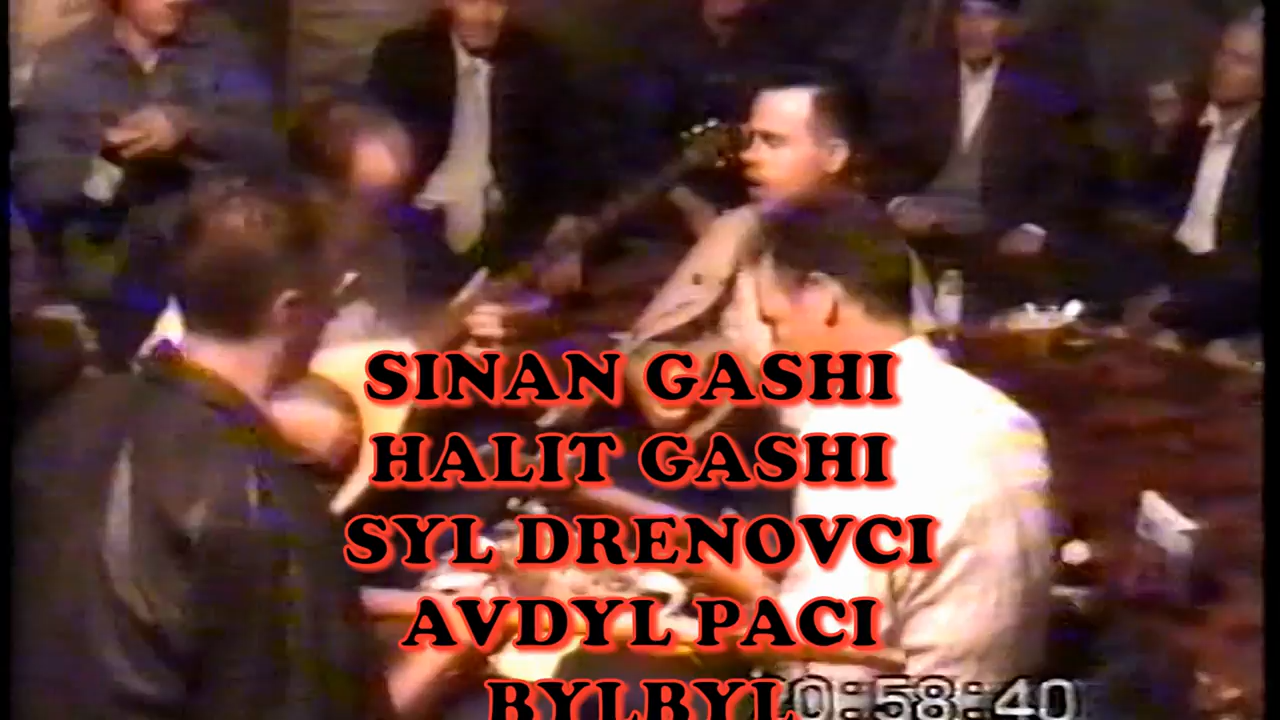 SINAN GASHI
HALIT GASHI
SYL DRENOVCI
AVDYL PACI
BYLBYL
0:58:40